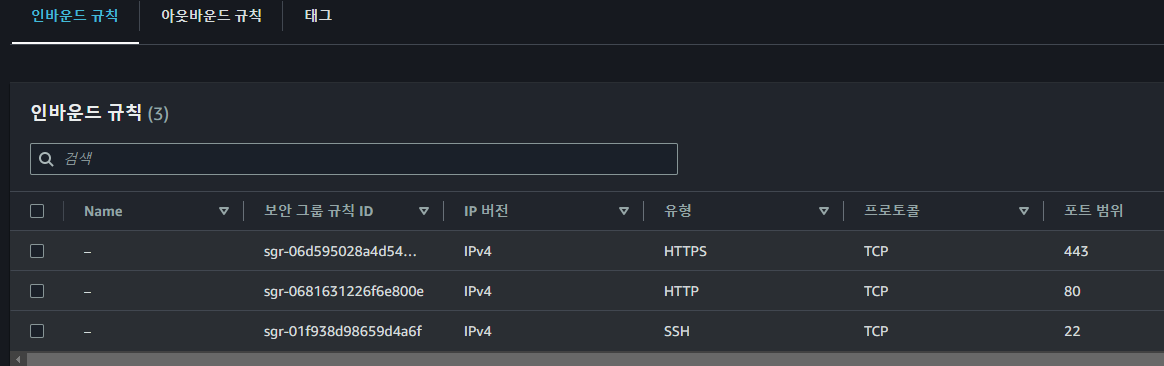 인바운드 규칙 아웃바운드 규칙 태그
인바운드 규칙 (3)
검색
Name 보안 그룹 규칙 ID IP 버전 유형 프로토콜 포트 범위
– sgr-06d595028a4d54... IPv4 HTTPS TCP 443
– sgr-0681631226f6e800e IPv4 HTTP TCP 80
– sgr-01f938d98659d4a6f IPv4 SSH TCP 22